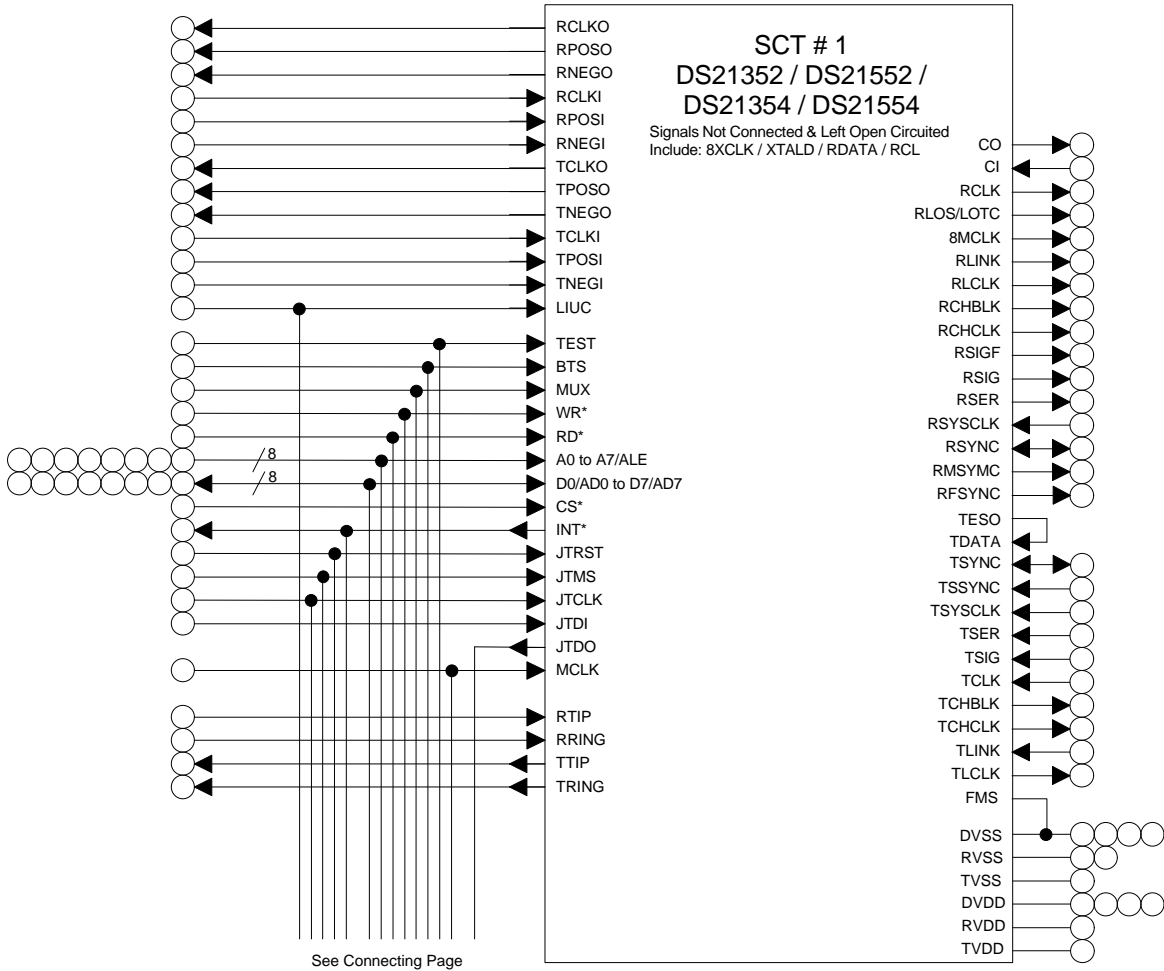 SCT # 1
DS21352 / DS21552 /
DS21354 / DS21554
Signals Not Connected & Left Open Circuited
Include: 8XCLK / XTALD / RDATA / RCL
RCLKO
RPOSO
RNEGO
RCLKI
RPOSI
RNEGI
TCLKO
TPOSO
TNEGO
TCLKI
TPOSI
TNEGI
LIUC
TEST
BTS
MUX
WR*
RD*
8
A0 to A7/ALE
8
D0/AD0 to D7/AD7
CS*
INT*
JTRST
JTMS
JTCLK
JTDI
JTDO
MCLK
RTIP
RRING
TTIP
TRING
CO
CI
RCLK
RLOS/LOTC
8MCLK
RLINK
RLCLK
RCHBLK
RCHCLK
RSIGF
RSIG
RSER
RSYSCLK
RSYNC
RMSYMC
RFSYNC
TESO
TDATA
TSYNC
TSSYNC
TSYSCLK
TSER
TSIG
TCLK
TCHBLK
TCHCLK
TLINK
TLCLK
FMS
DVSS
RVSS
TVSS
DVDD
RVDD
TVDD
See Connecting Page